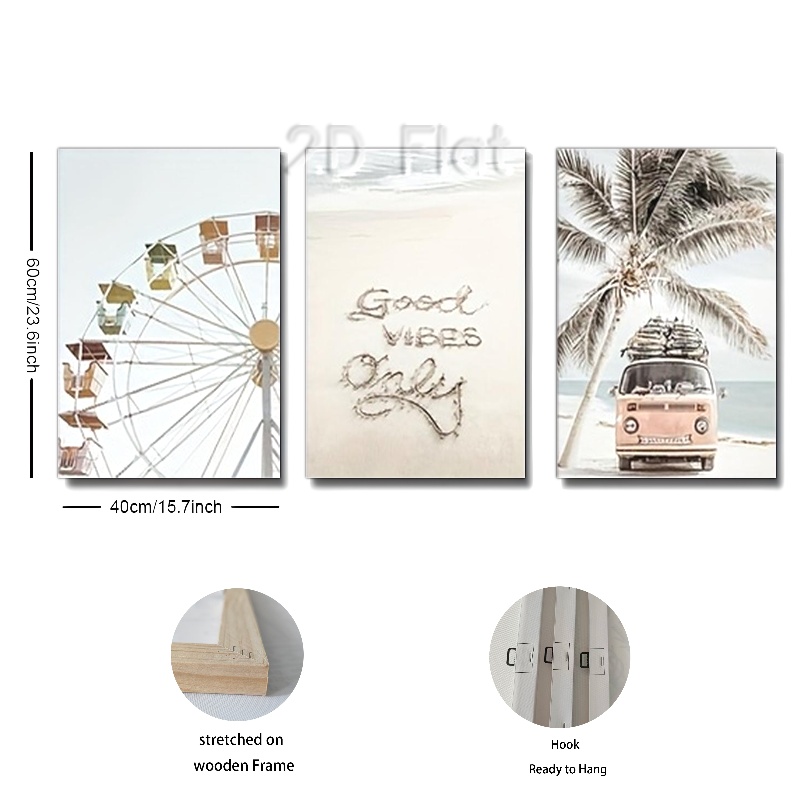 2D Flat
60cm/23.6inch
Good
VIBES
Only
40cm/15.7inch
stretched on
wooden Frame
Hook
Ready to Hang